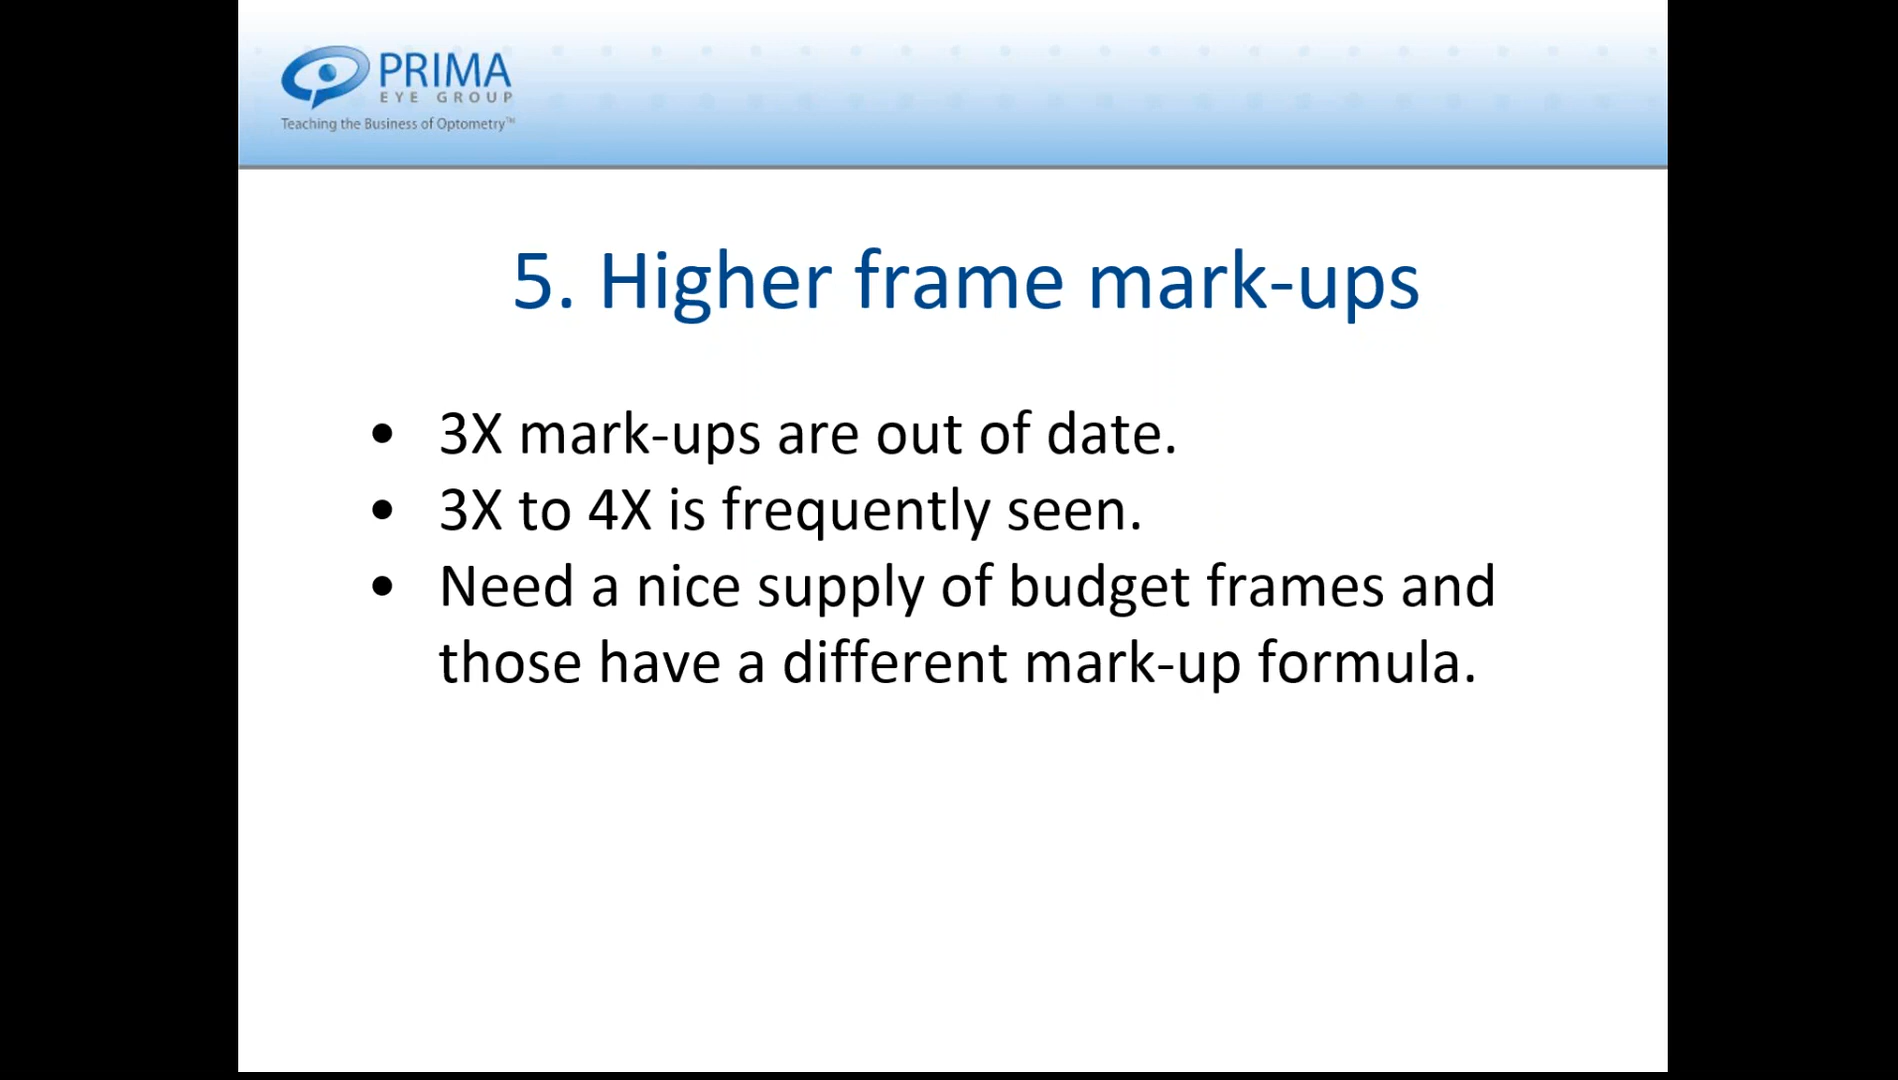 PRIMA
EYE GROUP
Teaching the Business of Optometry™
5. Higher frame mark-ups
• 3X mark-ups are out of date.
• 3X to 4X is frequently seen.
• Need a nice supply of budget frames and
those have a different mark-up formula.